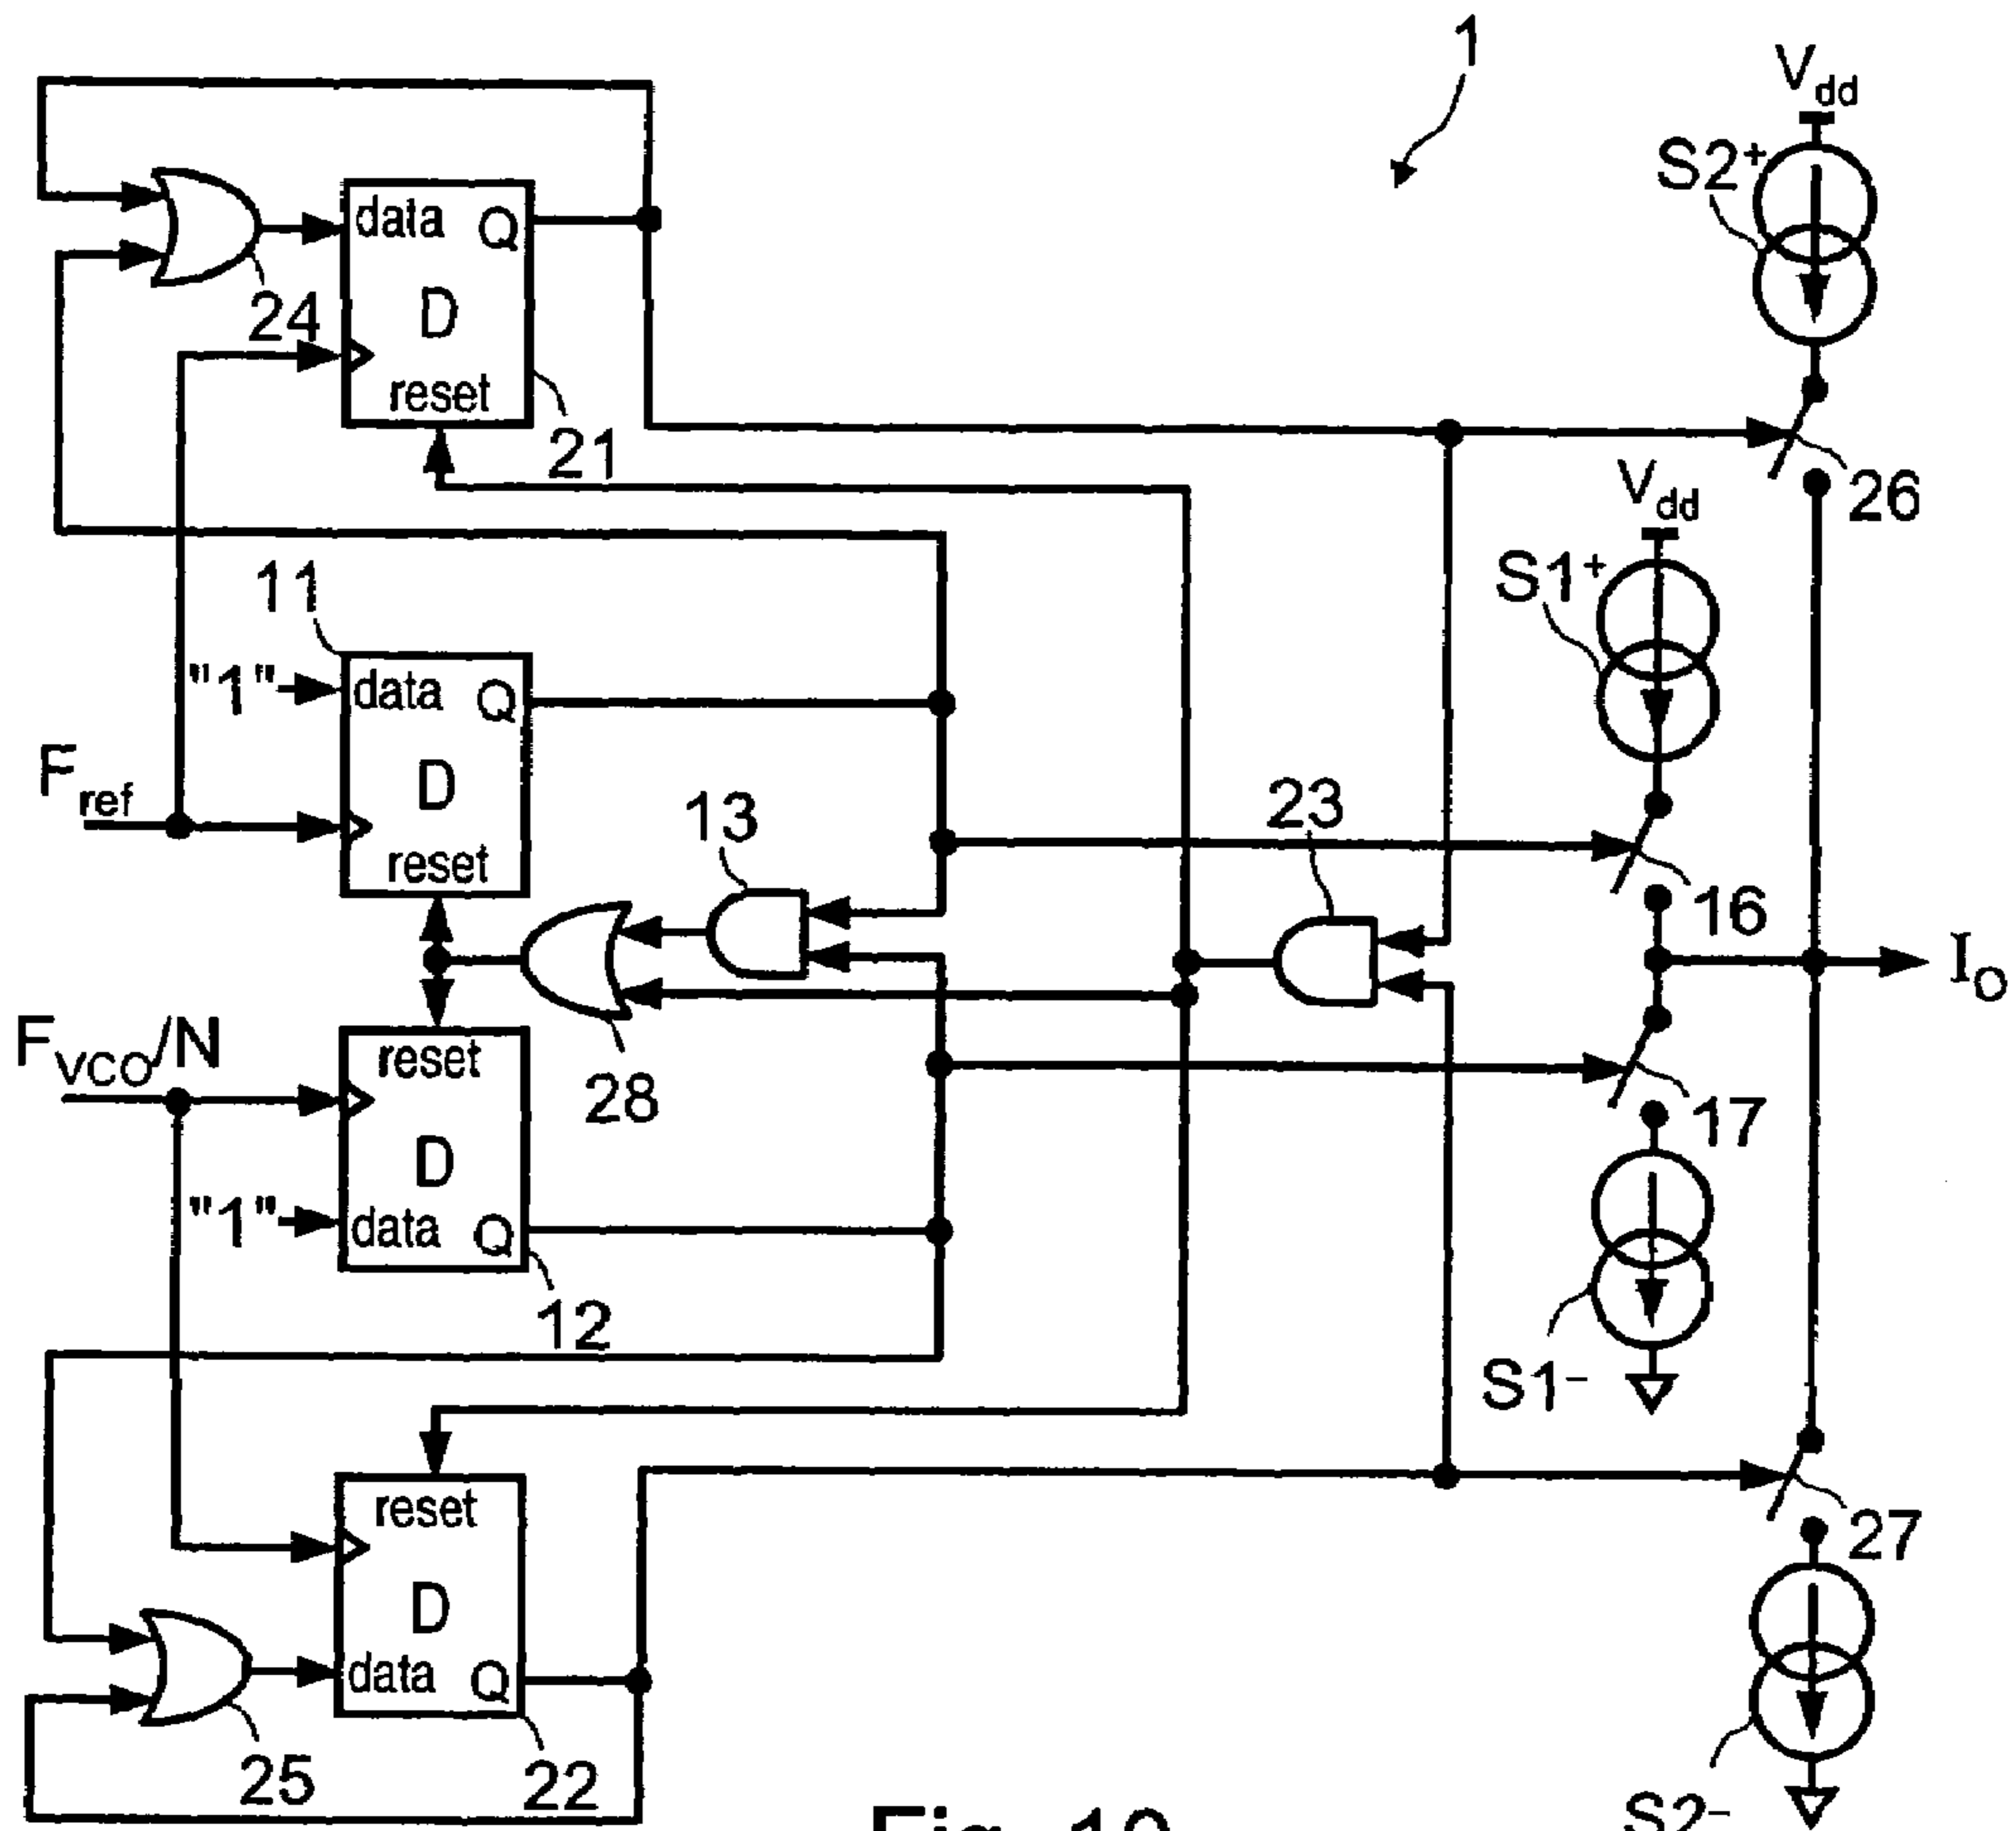 1
Vdd
S2+
data Q
D
reset
24
21
26
Vdd
S1+
11
"1"
data Q
D
reset
Fref
13
23
16
IO
FVCO/N
reset
D
data Q
"1"
28
17
12
S1-
reset
D
data Q
27
25
22
S2-